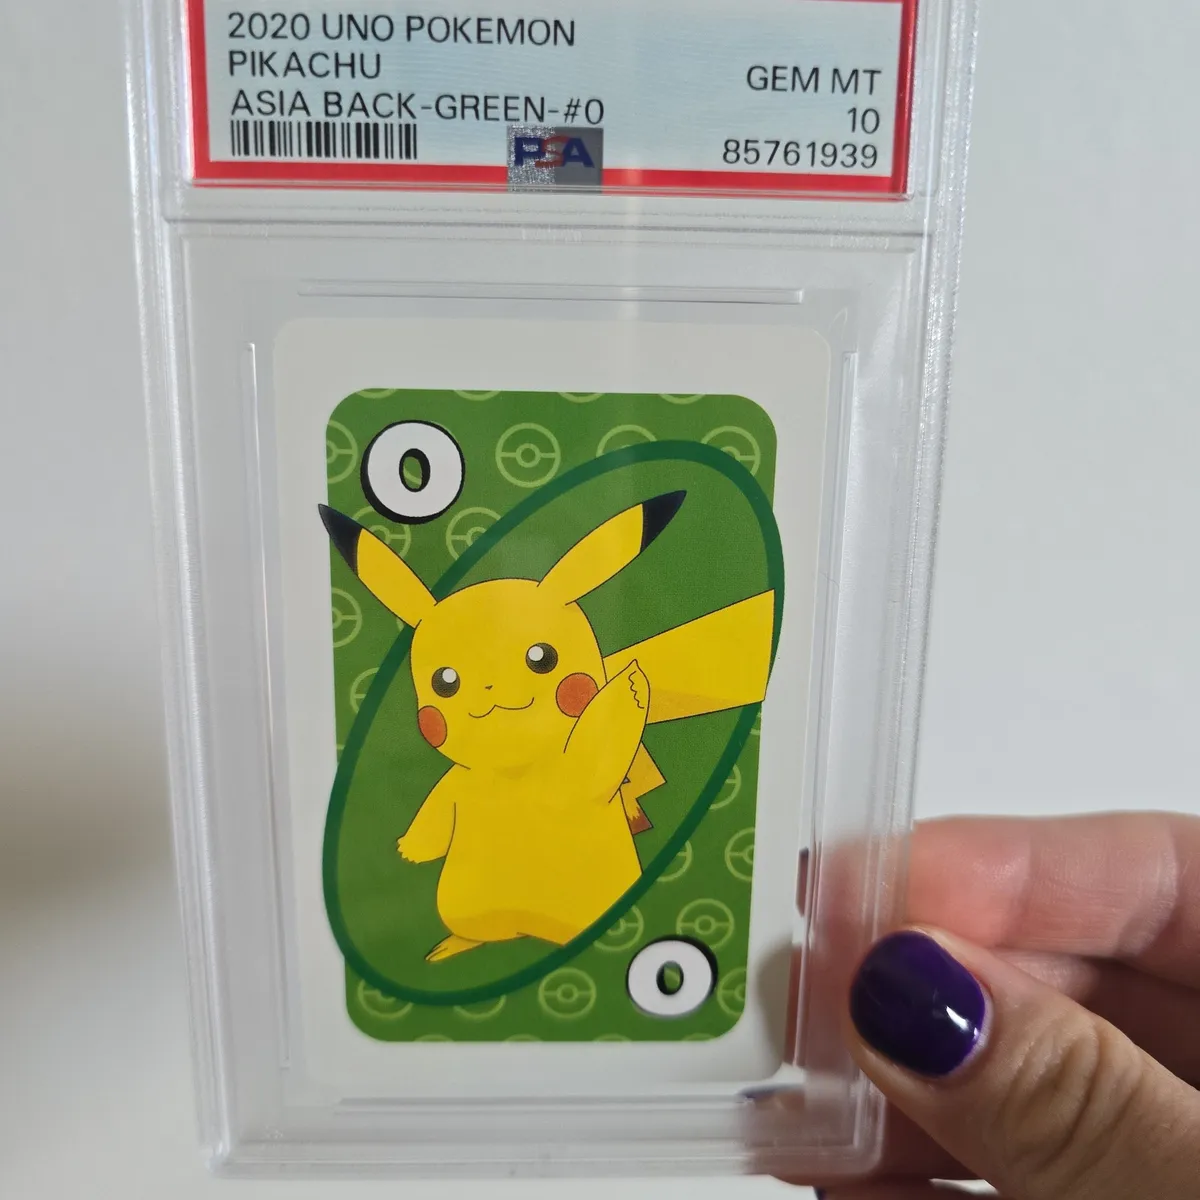 2020 UNO POKEMON
PIKACHU
ASIA BACK-GREEN-#0
GEM MT
10
85761939
PSA
0
0